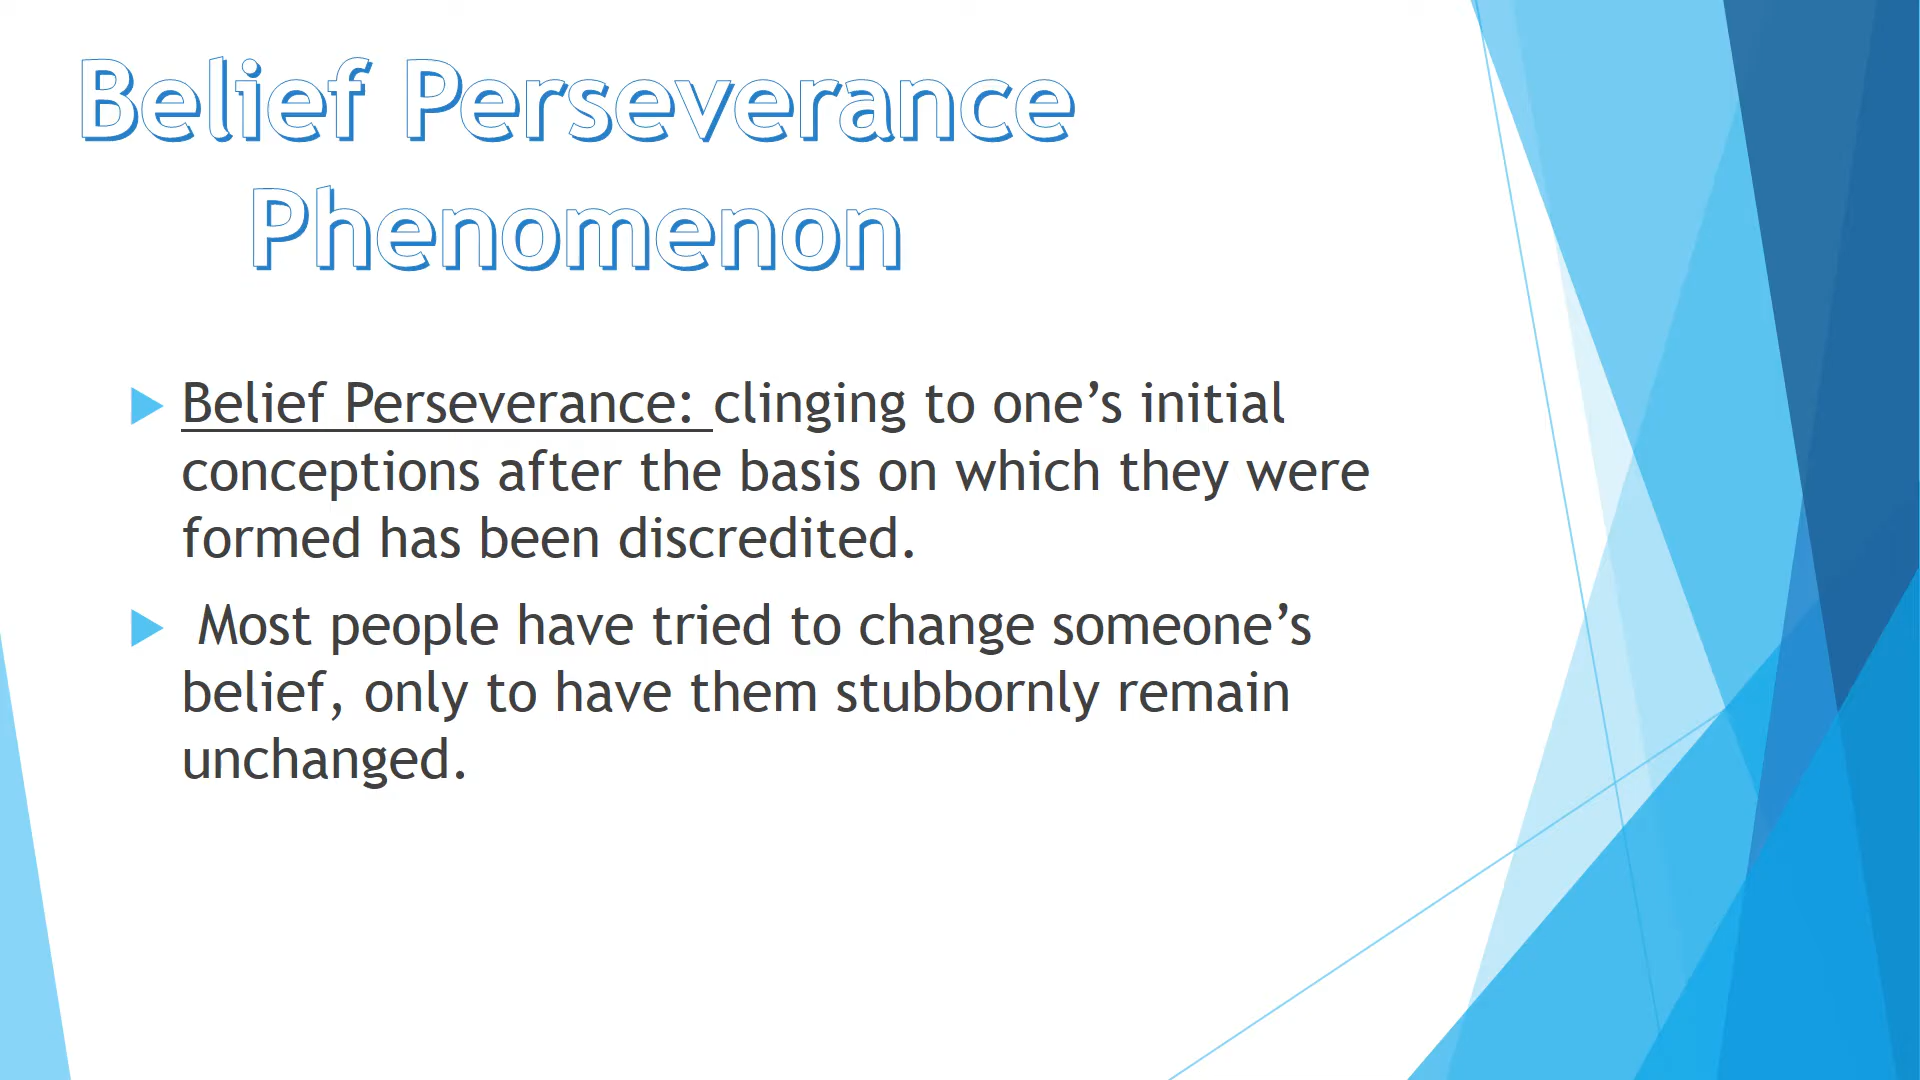 Belief Perseverance
Phenomenon
Belief Perseverance: clinging to one’s initial
conceptions after the basis on which they were
formed has been discredited.
Most people have tried to change someone’s
belief, only to have them stubbornly remain
unchanged.